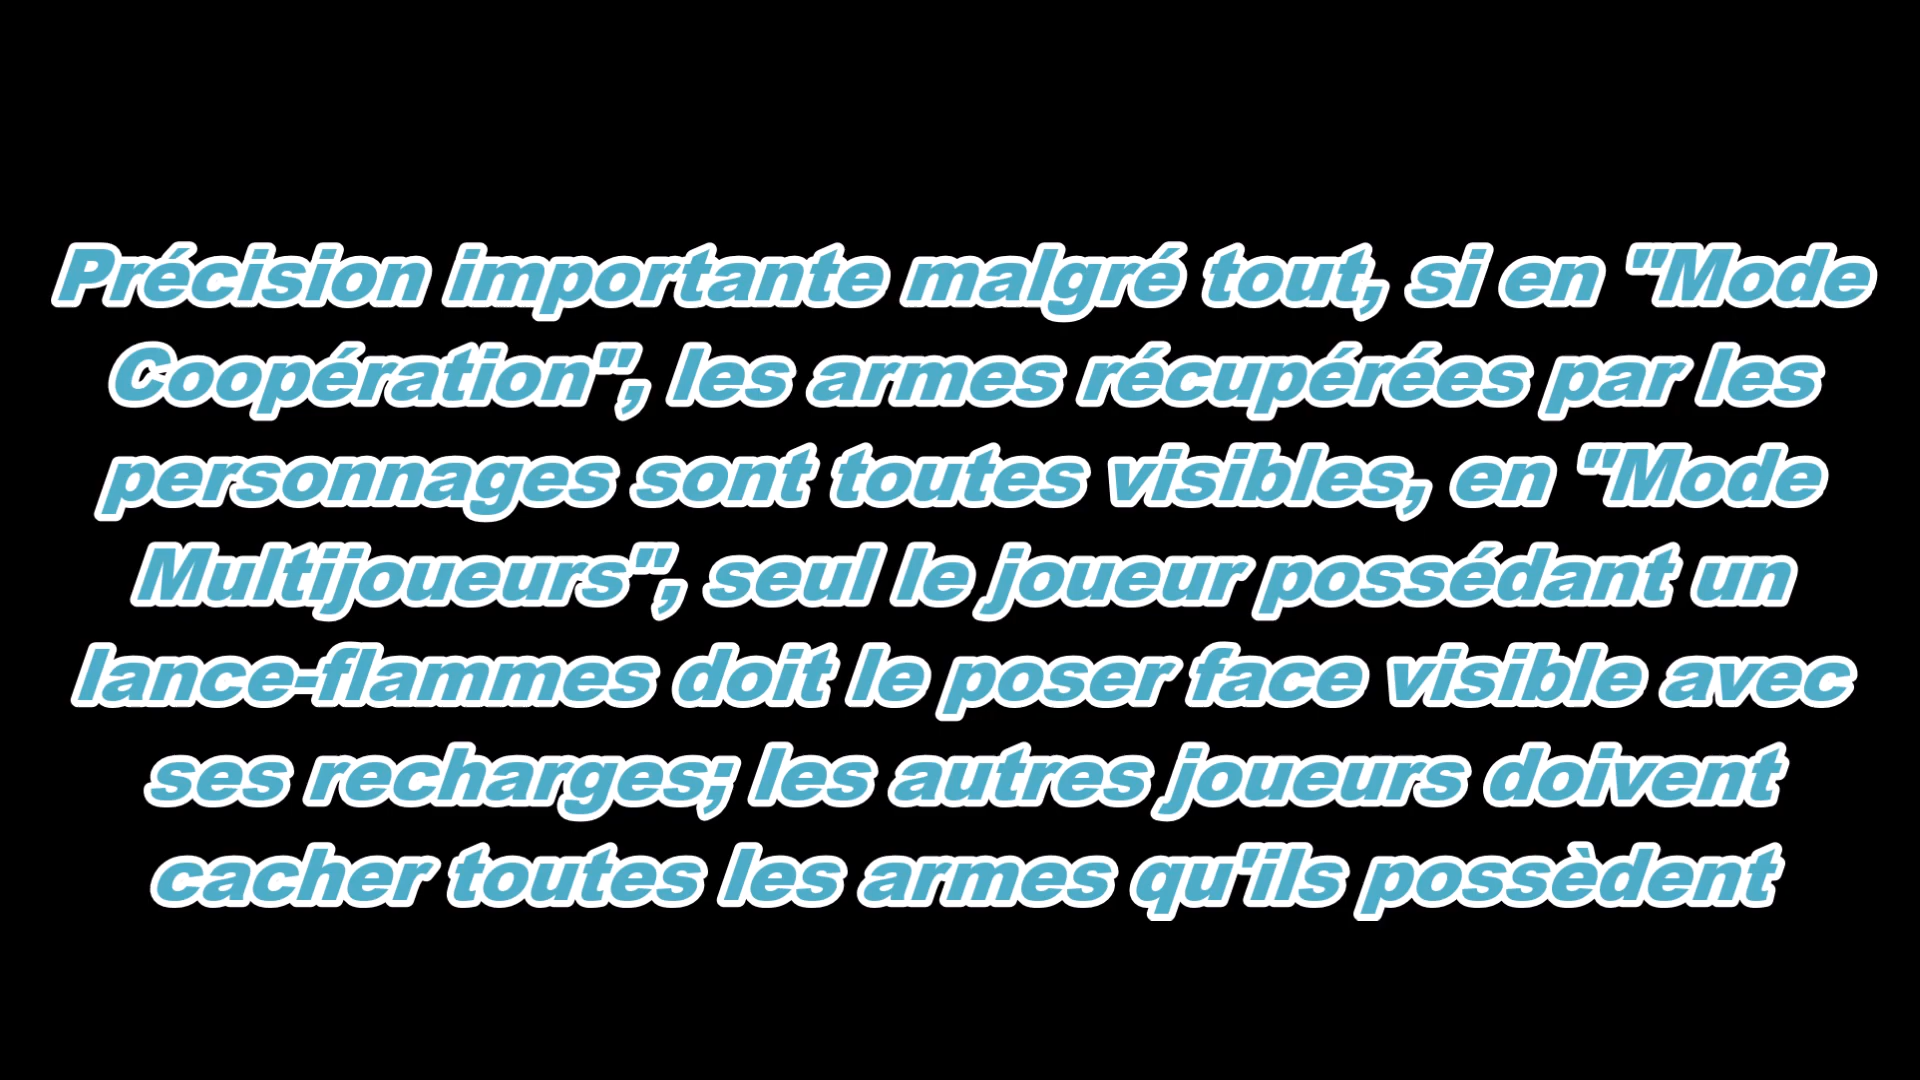 Précision importante malgré tout, si en "Mode
Coopération", les armes récupérées par les
personnages sont toutes visibles, en "Mode
Multijoueurs", seul le joueur possédant un
lance-flammes doit le poser face visible avec
ses recharges; les autres joueurs doivent
cacher toutes les armes qu'ils possèdent